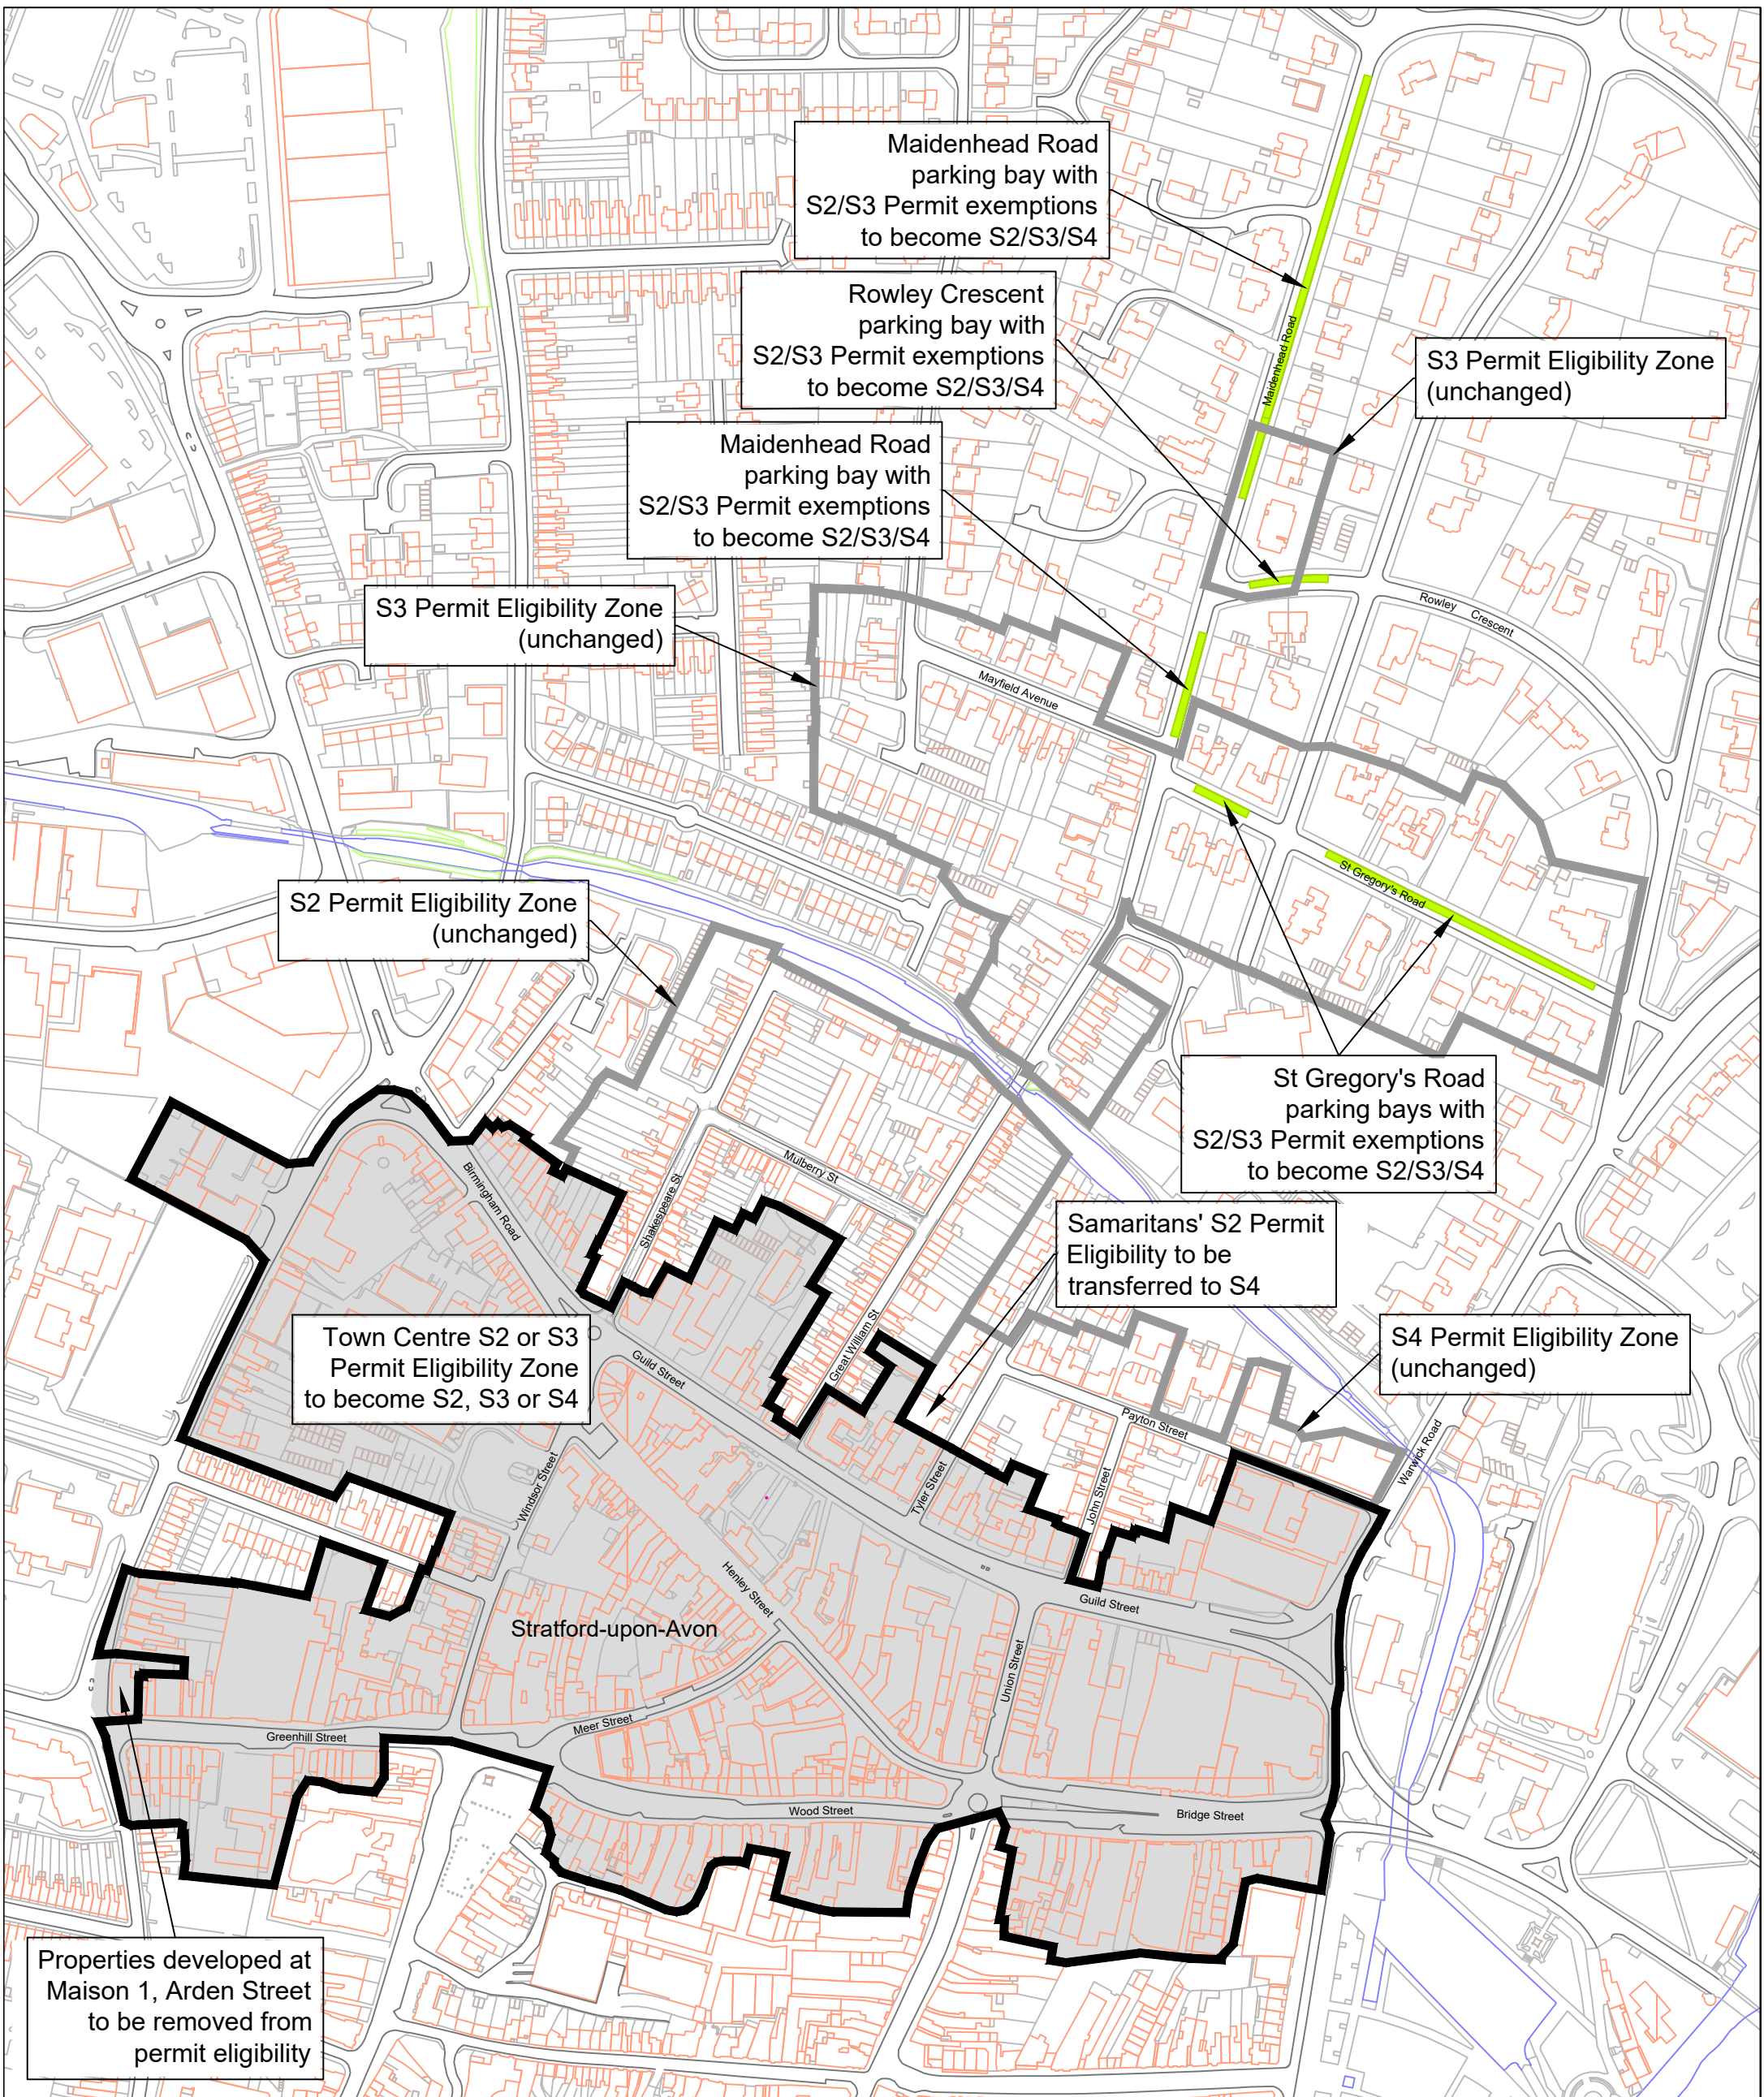 Maidenhead Road
parking bay with
S2/S3 Permit exemptions
to become S2/S3/S4
Rowley Crescent
parking bay with
S2/S3 Permit exemptions
to become S2/S3/S4
Maidenhead Road
S3 Permit Eligibility Zone
(unchanged)
Maidenhead Road
parking bay with
S2/S3 Permit exemptions
to become S2/S3/S4
S3 Permit Eligibility Zone
(unchanged)
Rowley Crescent
Mayfield Avenue
St Gregory's Road
S2 Permit Eligibility Zone
(unchanged)
St Gregory's Road
parking bays with
S2/S3 Permit exemptions
to become S2/S3/S4
Mulberry St
Birmingham Road
Shakespeare St
Samaritans' S2 Permit
Eligibility to be
transferred to S4
Town Centre S2 or S3
Permit Eligibility Zone
to become S2, S3 or S4
Great William St
Guild Street
S4 Permit Eligibility Zone
(unchanged)
Payton Street
Warwick Road
Windsor Street
Tyler Street
John Street
Henley Street
Guild Street
Stratford-upon-Avon
Union Street
Meer Street
Greenhill Street
Wood Street
Bridge Street
Properties developed at
Maison 1, Arden Street
to be removed from
permit eligibility